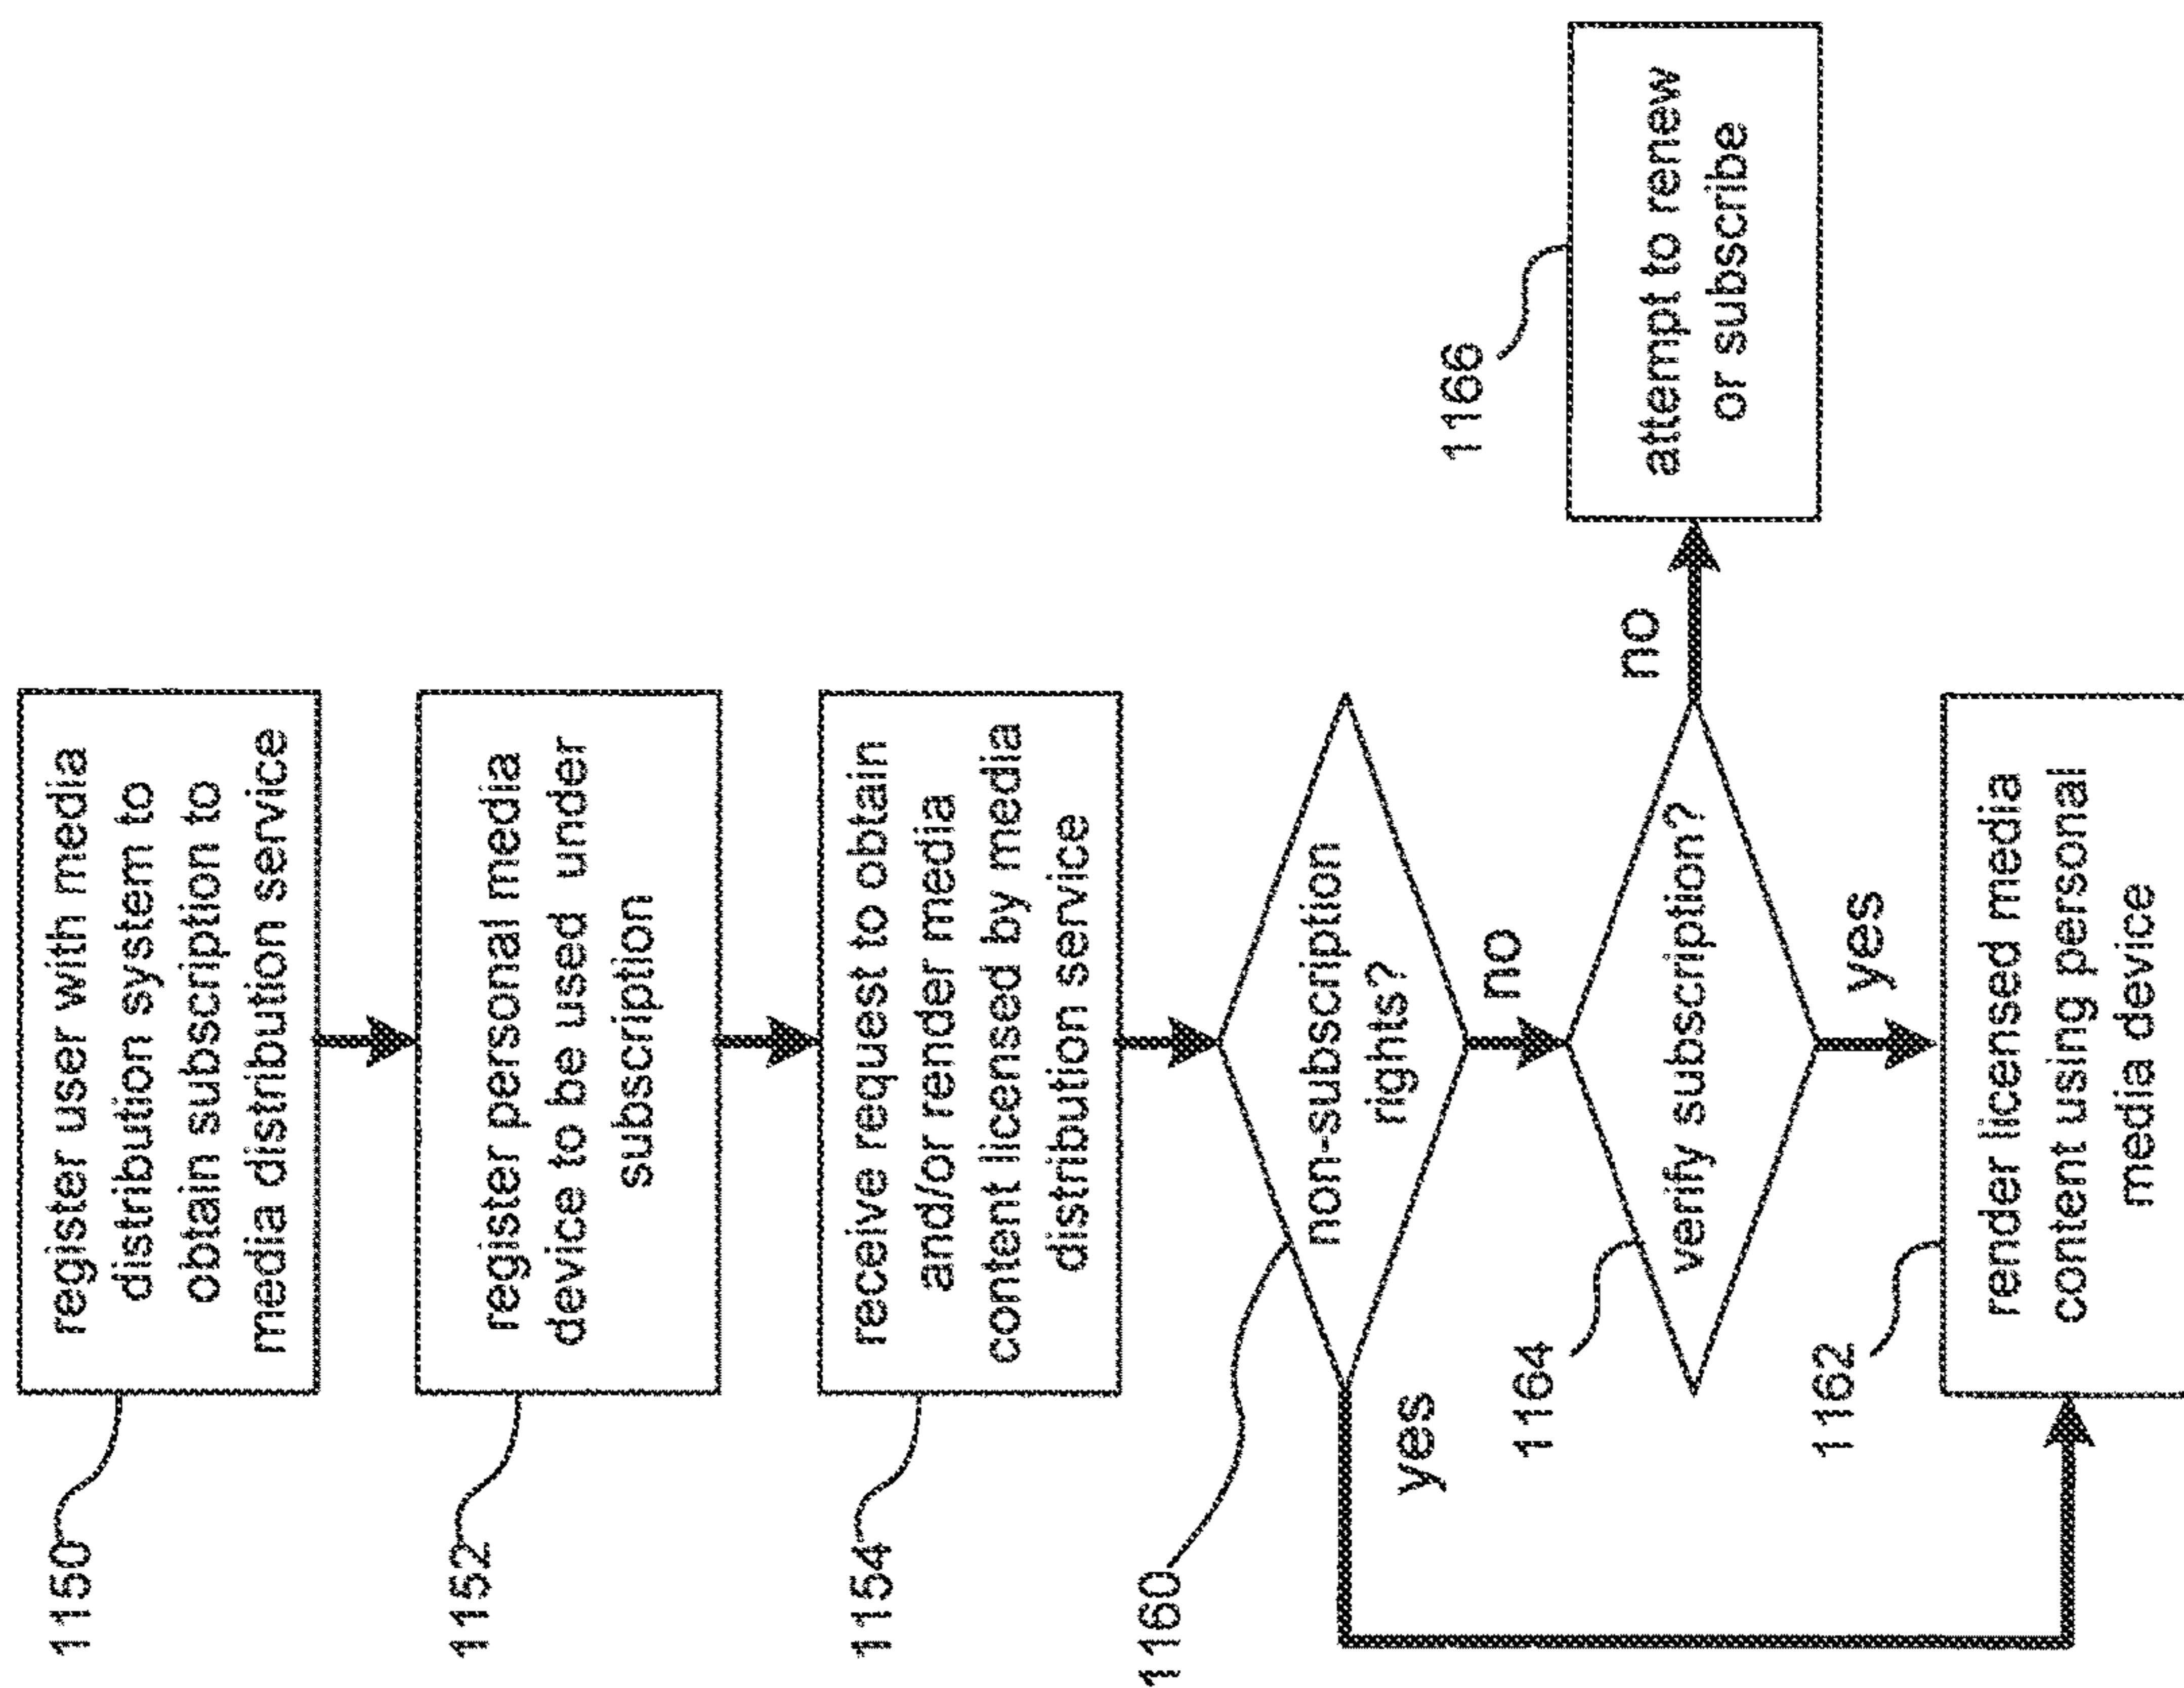 1150
register user with media
distribution system to
obtain subscription to
media distribution service
1152
register personal media
device to be used under
subscription
1154
receive request to obtain
and/or render media
content licensed by media
distribution service
1160
non-subscription
rights?
yes
no
1164
verify subscription?
no
1166
attempt to renew
or subscribe
yes
1162
render licensed media
content using personal
media device